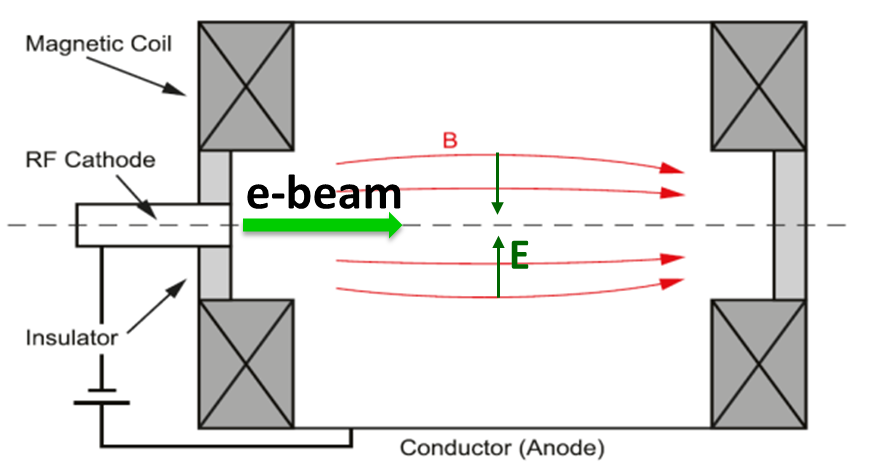 Magnetic Coil
B
RF Cathode
e-beam
E
Insulator
Conductor (Anode)